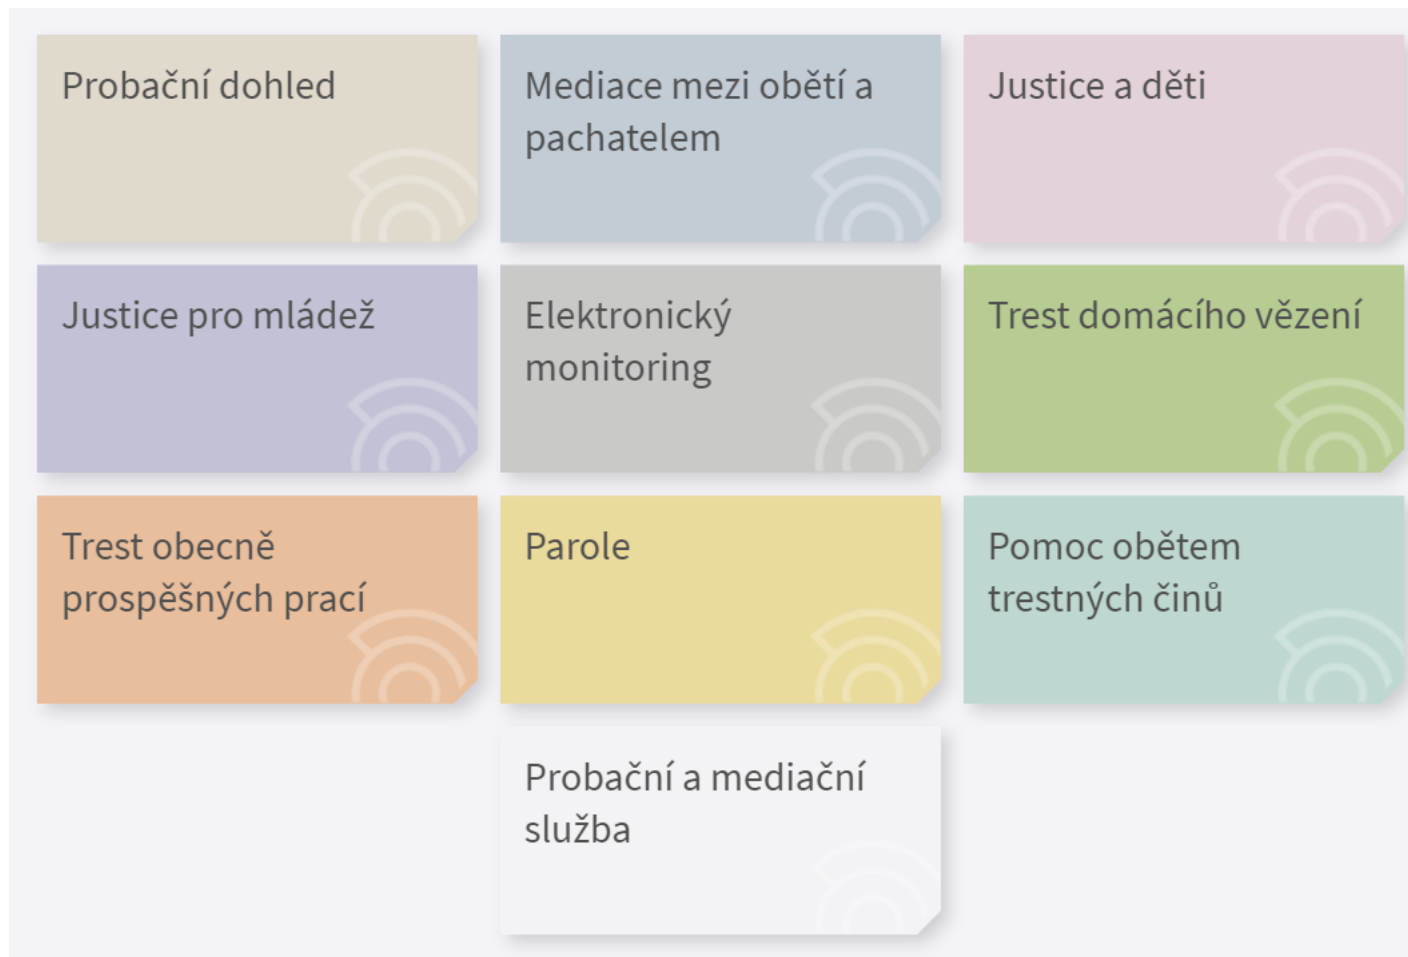 Probační dohled
Mediace mezi obětí a
pachatelem
Justice a děti
Justice pro mládež
Elektronický
monitoring
Trest domácího vězení
Trest obecně
prospěšných prací
Parole
Pomoc obětem
trestných činů
Probační a mediační
služba